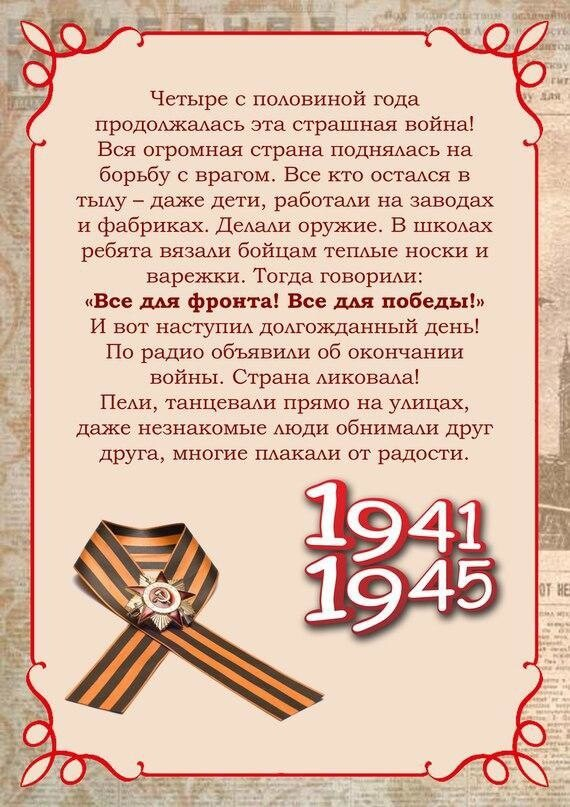 Четыре с половиной года
продолжалась эта страшная война!
Вся огромная страна поднялась на
борьбу с врагом. Все кто остался в
тылу – даже дети, работали на заводах
и фабриках. Делали оружие. В школах
ребята вязали бойцам теплые носки и
варежки. Тогда говорили:
«Все для фронта! Все для победы!»
И вот наступил долгожданный день!
По радио объявили об окончании
войны. Страна ликовала!
Пели, танцевали прямо на улицах,
даже незнакомые люди обнимали друг
друга, многие плакали от радости.
1941
1945